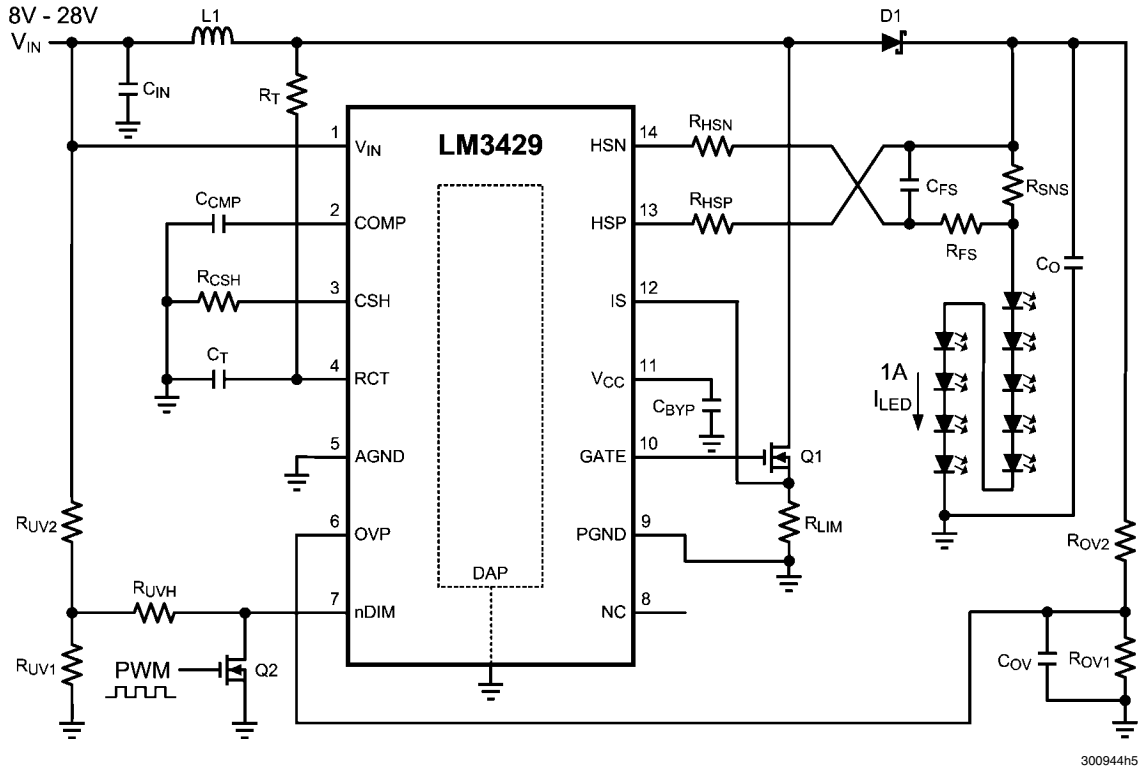 8V - 28V
VIN
L1
D1
CIN
RT
LM3429
1
VIN
CCMP
2
COMP
RCSH
3
CSH
CT
4
RCT
5
AGND
6
OVP
7
nDIM
DAP
14
HSN
RHSN
13
HSP
RHSP
12
IS
11
VCC
CBYP
10
GATE
Q1
9
PGND
RLIM
8
NC
CFS
RSNS
RFS
CO
1A
ILED
RUV2
RUVH
RUV1
PWM
Q2
ROV2
COV
ROV1
300944h5